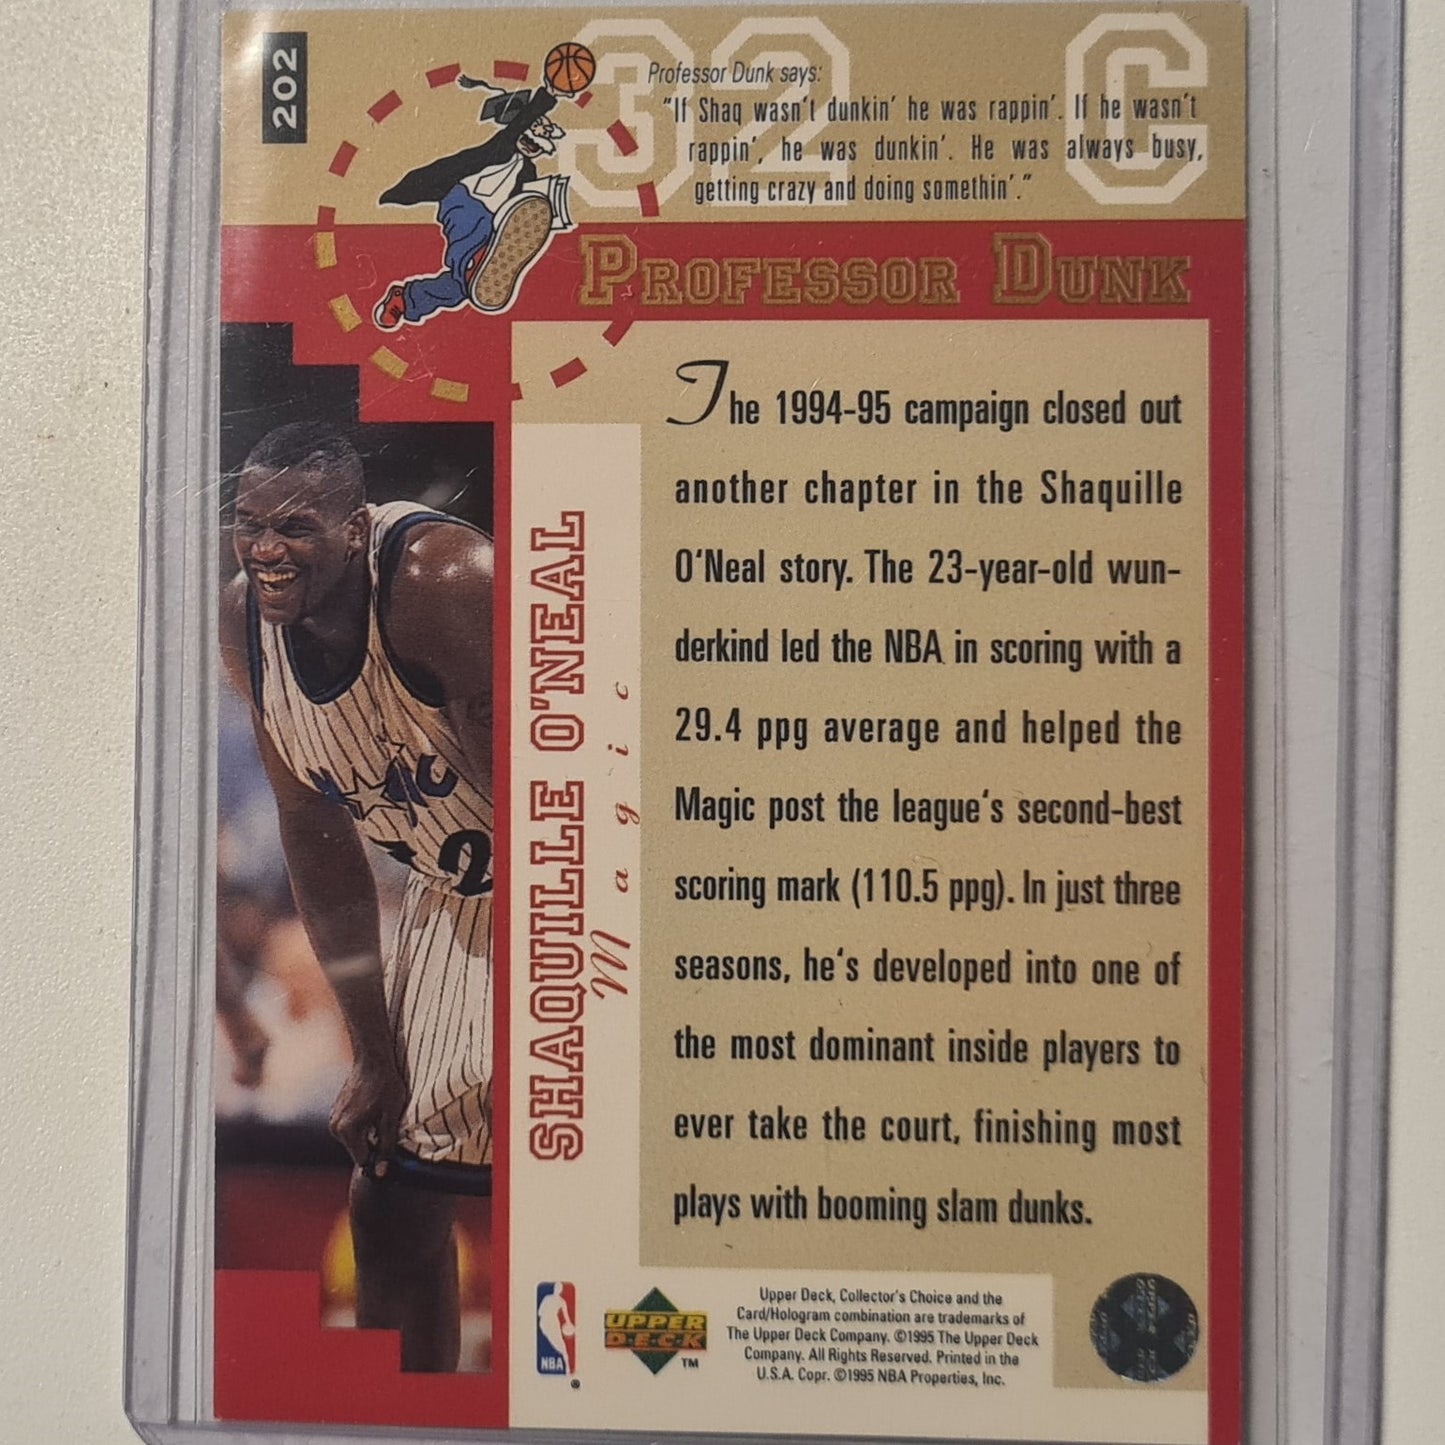 202
32 C
Professor Dunk says:
"If Shaq wasn't dunkin' he was rappin'. If he wasn't
rappin', he was dunkin'. He was always busy,
getting crazy and doing somethin'."
PROFESSOR DUNK
The 1994-95 campaign closed out
another chapter in the Shaquille
O'Neal story. The 23-year-old wun-
derkind led the NBA in scoring with a
29.4 ppg average and helped the
Magic post the league's second-best
scoring mark (110.5 ppg). In just three
seasons, he's developed into one of
the most dominant inside players to
ever take the court, finishing most
plays with booming slam dunks.
SHAQUILLE O'NEAL
Magic
NBA
®
UPPER
DECK
™
Upper Deck, Collector's Choice and the
Card/Hologram combination are trademarks of
The Upper Deck Company. ©1995 The Upper Deck
Company. All Rights Reserved. Printed in the
U.S.A. Copr. ©1995 NBA Properties, Inc.